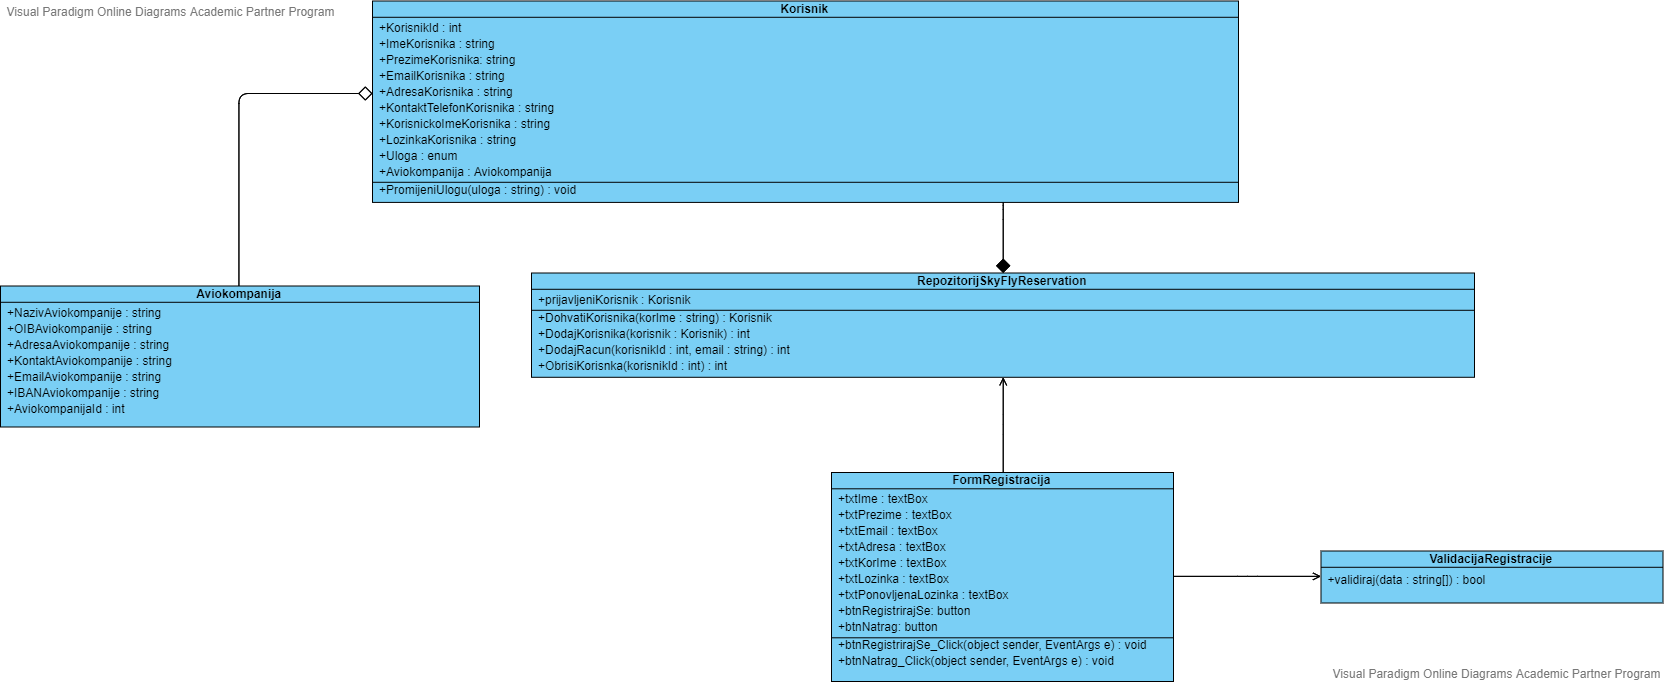 Visual Paradigm Online Diagrams Academic Partner Program
Korisnik
+KorisnikId : int
+ImeKorisnika : string
+PrezimeKorisnika: string
+EmailKorisnika : string
+AdresaKorisnika : string
+KontaktTelefonKorisnika : string
+KorisnickoImeKorisnika : string
+LozinkaKorisnika : string
+Uloga : enum
+Aviokompanija : Aviokompanija
+PromijeniUlogu(uloga : string) : void
Aviokompanija
+NazivAviokompanije : string
+OIBAviokompanije : string
+AdresaAviokompanije : string
+KontaktAviokompanije : string
+EmailAviokompanije : string
+IBANAviokompanije : string
+AviokompanijaId : int
RepozitorijSkyFlyReservation
+prijavljeniKorisnik : Korisnik
+DohvatiKorisnika(korIme : string) : Korisnik
+DodajKorisnika(korisnik : Korisnik) : int
+DodajRacun(korisnikId : int, email : string) : int
+ObrisiKorisnka(korisnikId : int) : int
FormRegistracija
+txtIme : textBox
+txtPrezime : textBox
+txtEmail : textBox
+txtAdresa : textBox
+txtKorIme : textBox
+txtLozinka : textBox
+txtPonovljenaLozinka : textBox
+btnRegistrirajSe: button
+btnNatrag: button
+btnRegistrirajSe_Click(object sender, EventArgs e) : void
+btnNatrag_Click(object sender, EventArgs e) : void
ValidacijaRegistracije
+validiraj(data : string[]) : bool
Visual Paradigm Online Diagrams Academic Partner Program